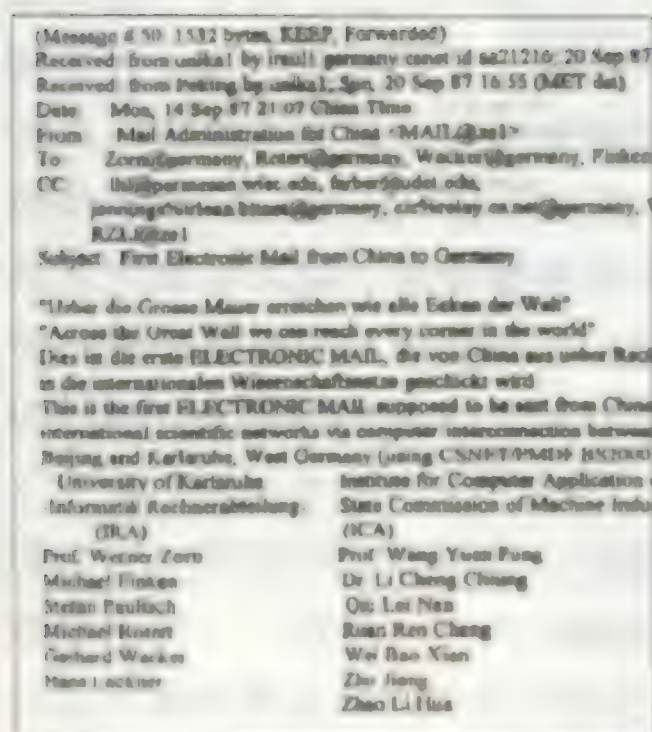 (Message # 50: 1532 bytes, KEEP, Forwarded)
Received from unika1 by iraul1 germany csnet id aa21216; 20 Sep 87
Received from Peking by unika1; Sun, 20 Sep 87 16:55 (MET dst)
Date Mon, 14 Sep 87 21:07 China Time
From Mail Administration for China <MAIL@ze1>
To Zorn@germany, Rotert@germany, Wacker@germany, Finken
CC lhl@ wisc edu, farber@udel edu,
@germany, cs.net@germany,
RZLI@ze1
Subject First Electronic Mail from China to Germany
"Ueber die Grosse Mauer erreichen wie alle Ecken der Welt"
"Across the Great Wall we can reach every corner in the world"
Dies ist die erste ELECTRONIC MAIL, die von China aus ueber Rech
in die internationalen Wissenschaftsnetze geschickt wird
This is the first ELECTRONIC MAIL supposed to be sent from China
international scientific networks via computer interconnection between
Beijing and Karlsruhe, West Germany (using CSNET/PMDF BS2000
University of Karlsruhe Institute for Computer Application o
-Informatik Rechnerabteilung- State Commission of Machine Indu
(IRA) (ICA)
Prof. Werner Zorn Prof. Wang Yuen Fung
Michael Finken Dr. Li Cheng Chiung
Stefan Paulisch Qiu Lei Nan
Michael Rotert Ruan Ren Cheng
Gerhard Wacker Wei Bao Xian
Hans Lackner Zhu Jiang
Zhao Li Hua